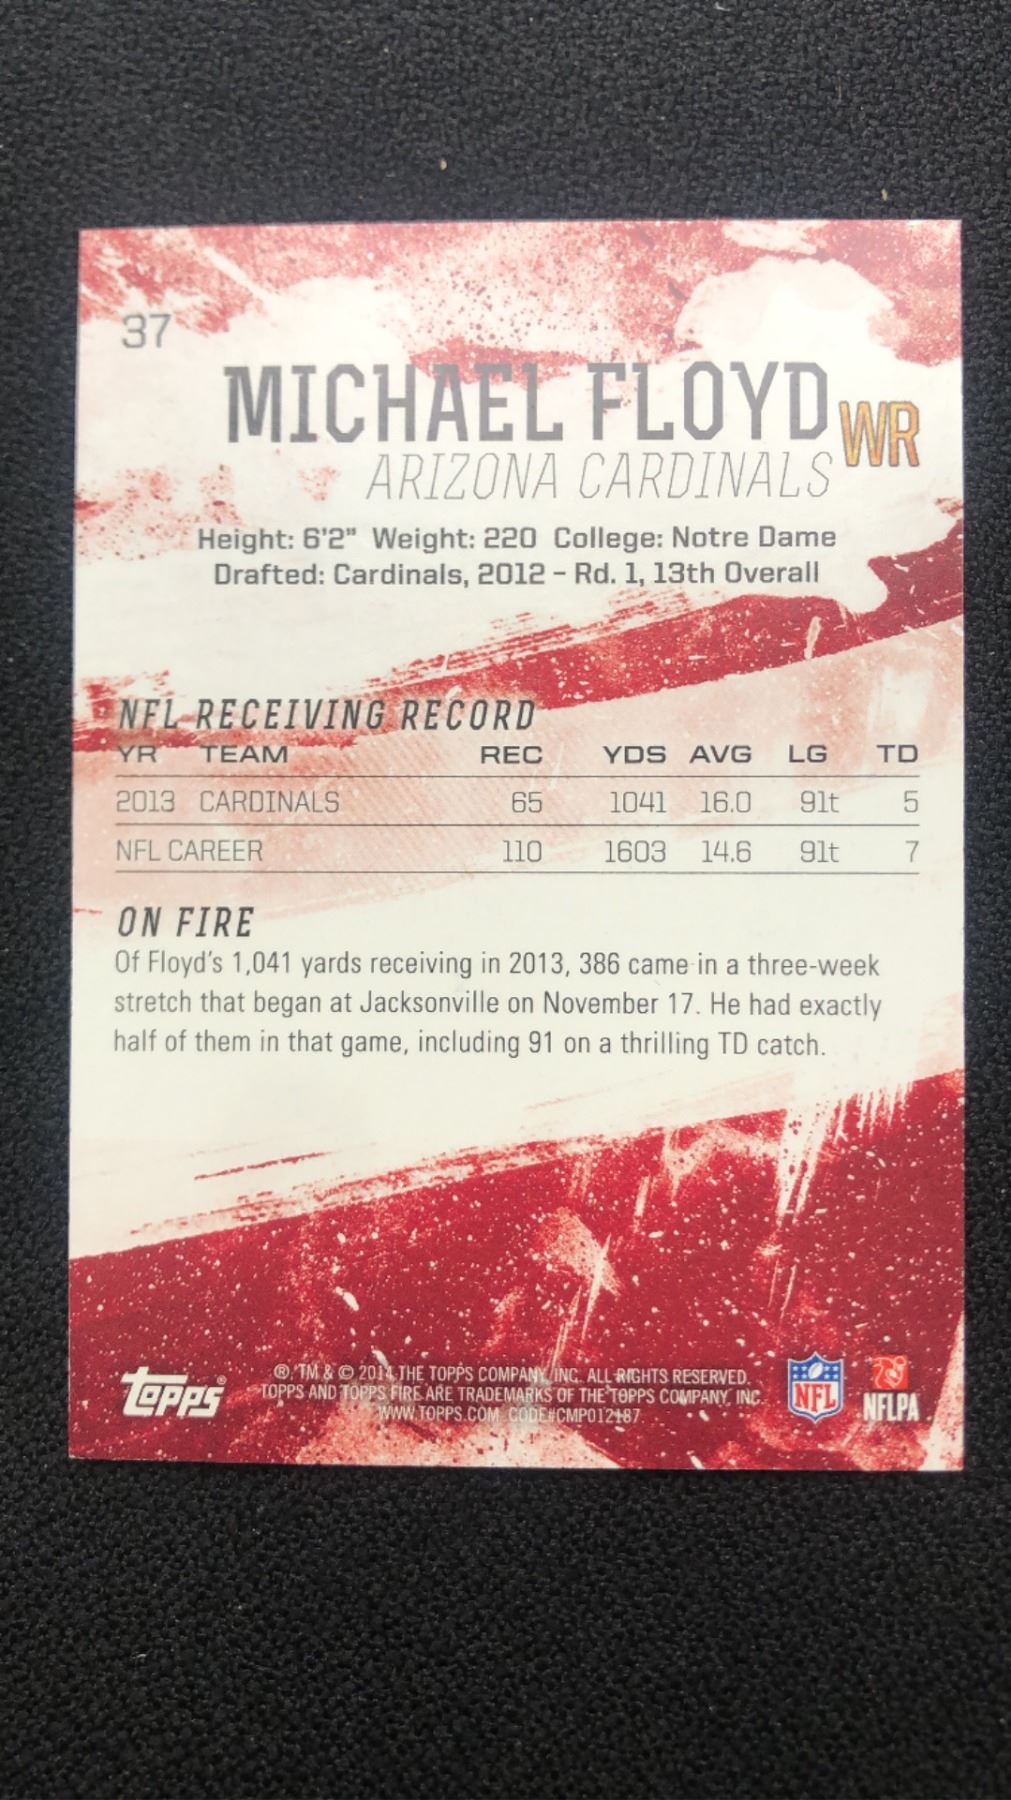 37
MICHAEL FLOYD WR
ARIZONA CARDINALS
Height: 6'2" Weight: 220 College: Notre Dame
Drafted: Cardinals, 2012 – Rd. 1, 13th Overall
NFL RECEIVING RECORD
YR TEAM REC YDS AVG LG TD
2013 CARDINALS 65 1041 16.0 91t 5
NFL CAREER 110 1603 14.6 91t 7
ON FIRE
Of Floyd's 1,041 yards receiving in 2013, 386 came in a three-week
stretch that began at Jacksonville on November 17. He had exactly
half of them in that game, including 91 on a thrilling TD catch.
topps®
®, TM & © 2014 THE TOPPS COMPANY, INC. ALL RIGHTS RESERVED.
TOPPS AND TOPPS FIRE ARE TRADEMARKS OF THE TOPPS COMPANY, INC.
WWW.TOPPS.COM CODE#CMP012187
NFL
NFLPA